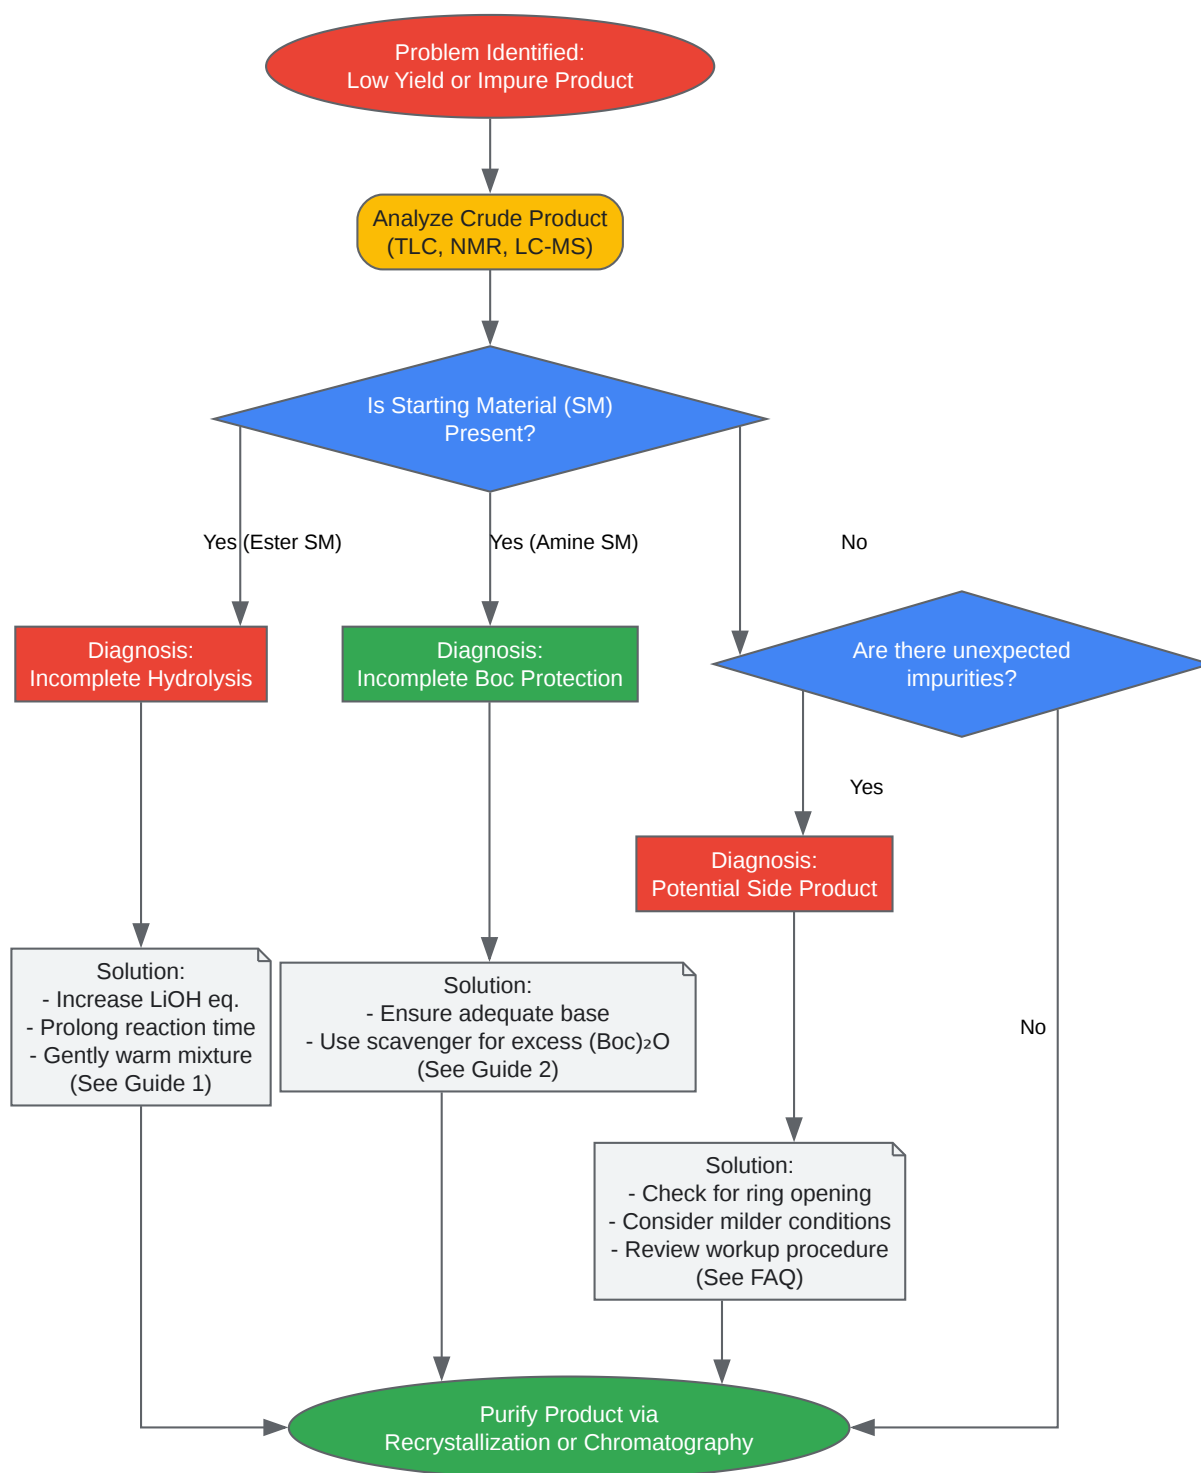 Problem Identified:
Low Yield or Impure Product
Analyze Crude Product
(TLC, NMR, LC-MS)
Is Starting Material (SM)
Present?
Yes (Ester SM)
Yes (Amine SM)
No
Diagnosis:
Incomplete Hydrolysis
Diagnosis:
Incomplete Boc Protection
Are there unexpected
impurities?
Yes
Diagnosis:
Potential Side Product
Solution:
- Increase LiOH eq.
- Prolong reaction time
- Gently warm mixture
(See Guide 1)
Solution:
- Ensure adequate base
- Use scavenger for excess (Boc)₂O
(See Guide 2)
No
Solution:
- Check for ring opening
- Consider milder conditions
- Review workup procedure
(See FAQ)
Purify Product via
Recrystallization or Chromatography